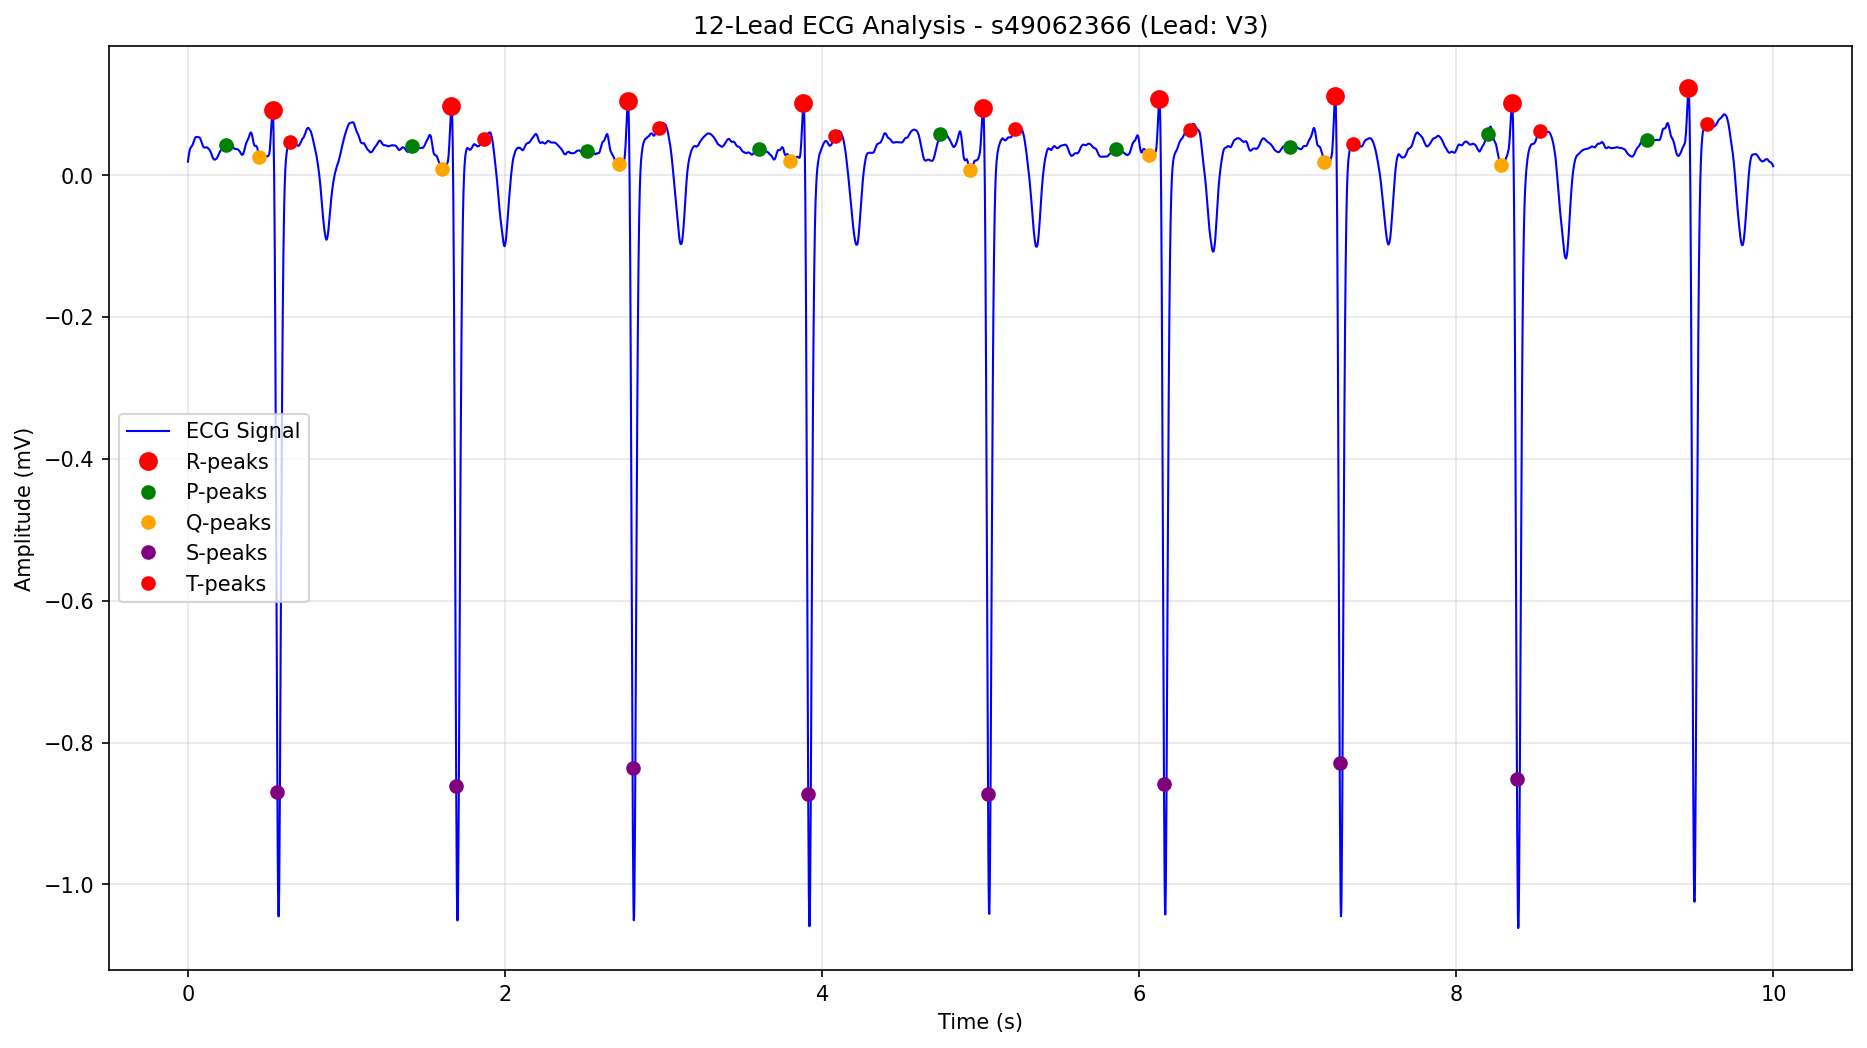 12-Lead ECG Analysis - s49062366 (Lead: V3)
Amplitude (mV)
0.0
−0.2
−0.4
−0.6
−0.8
−1.0
ECG Signal
R-peaks
P-peaks
Q-peaks
S-peaks
T-peaks
0 2 4 6 8 10
Time (s)